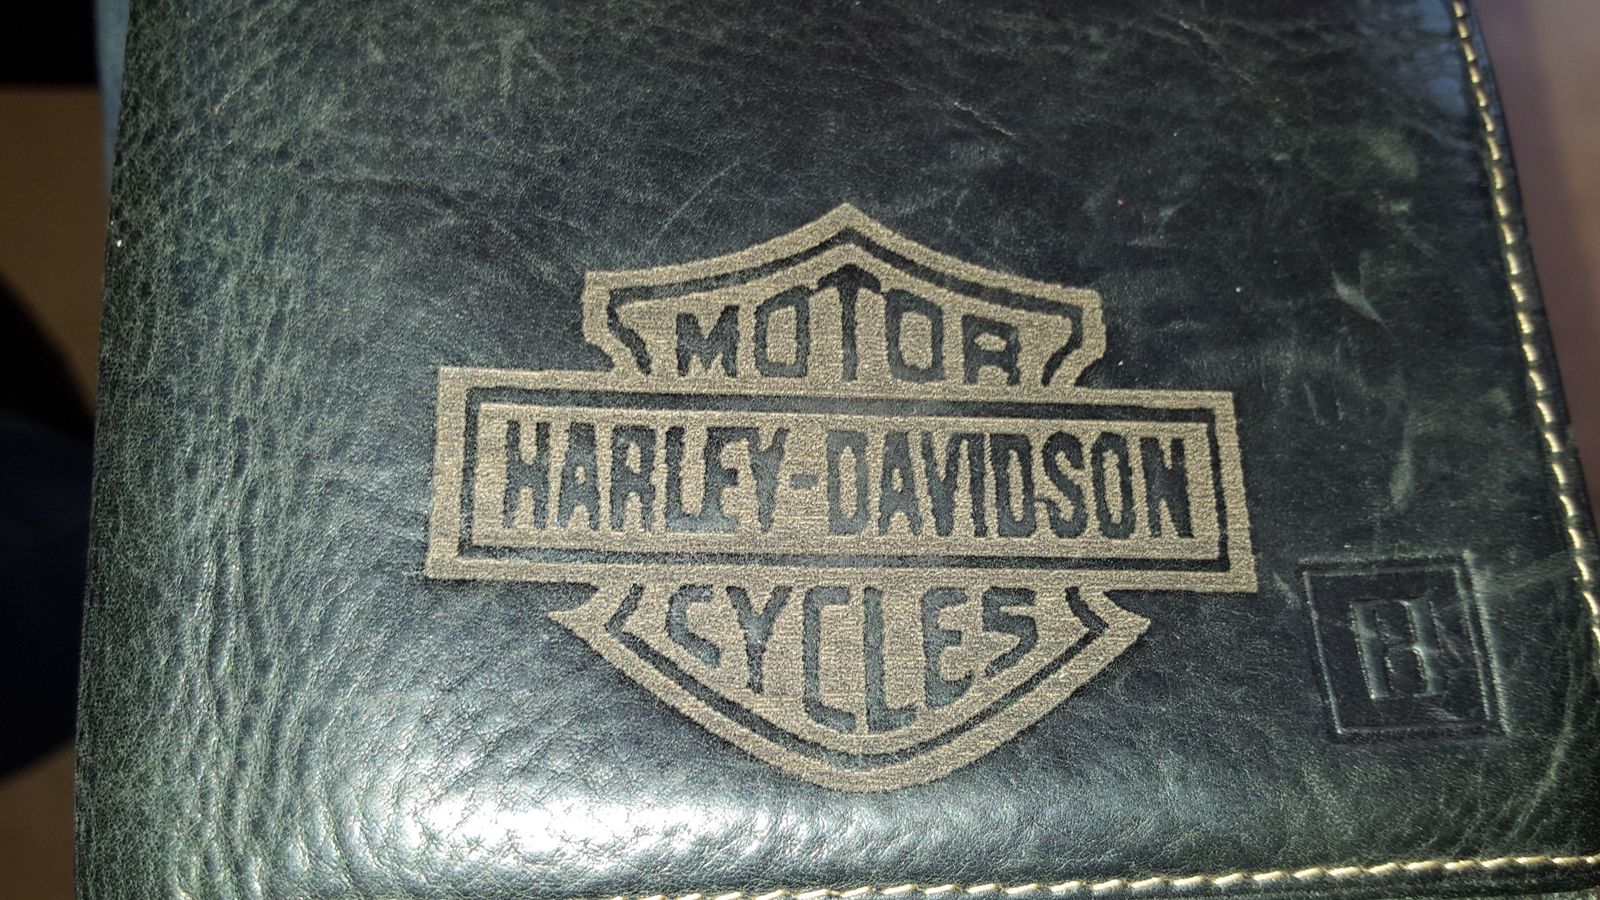 MOTOR
HARLEY-DAVIDSON
CYCLES
H